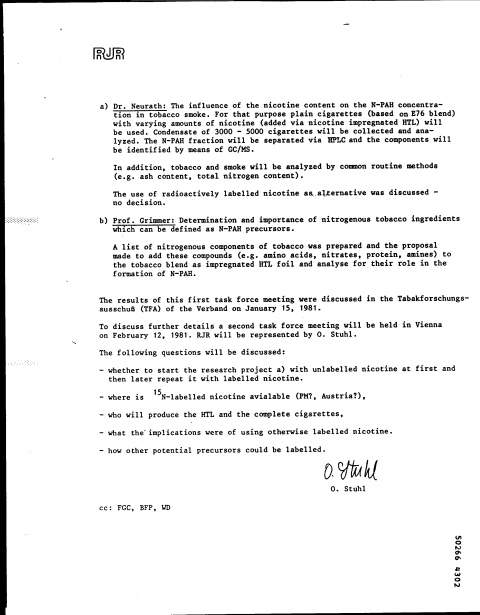 RJR
a) Dr. Neurath: The influence of the nicotine content on the N-PAH concentra-
tion in tobacco smoke. For that purpose plain cigarettes (based on E76 blend)
with varying amounts of nicotine (added via nicotine impregnated HTL) will
be used. Condensate of 3000 - 5000 cigarettes will be collected and ana-
lyzed. The N-PAH fraction will be separated via HPLC and the components will
be identified by means of GC/MS.
In addition, tobacco and smoke will be analyzed by common routine methods
(e.g. ash content, total nitrogen content).
The use of radioactively labelled nicotine as alternative was discussed -
no decision.
b) Prof. Grimmer: Determination and importance of nitrogenous tobacco ingredients
which can be defined as N-PAH precursors.
A list of nitrogenous components of tobacco was prepared and the proposal
made to add these compounds (e.g. amino acids, nitrates, protein, amines) to
the tobacco blend as impregnated HTL foil and analyse for their role in the
formation of N-PAH.
The results of this first task force meeting were discussed in the Tabakforschungs-
ausschuß (TFA) of the Verband on January 15, 1981.
To discuss further details a second task force meeting will be held in Vienna
on February 12, 1981. RJR will be represented by O. Stuhl.
The following questions will be discussed:
- whether to start the research project a) with unlabelled nicotine at first and
then later repeat it with labelled nicotine.
- where is 15N-labelled nicotine avialable (PM?, Austria?),
- who will produce the HTL and the complete cigarettes,
- what the implications were of using otherwise labelled nicotine.
- how other potential precursors could be labelled.
O. Stuhl
O. Stuhl
cc: FGC, BFP, WD
50266 4302